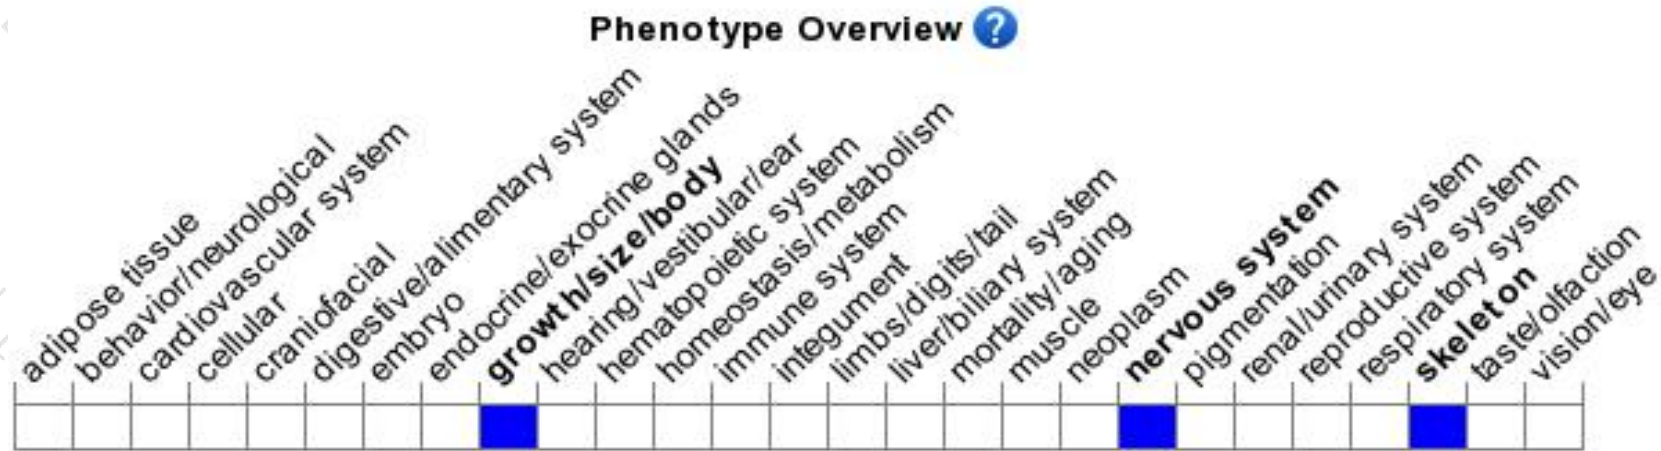 Phenotype Overview ?
adipose tissue
behavior/neurological
cardiovascular system
cellular
craniofacial
digestive/alimentary system
embryo
endocrine/exocrine glands
growth/size/body
hearing/vestibular/ear
hematopoietic system
homeostasis/metabolism
immune system
integument
limbs/digits/tail
liver/biliary system
mortality/aging
muscle
neoplasm
nervous system
pigmentation
renal/urinary system
reproductive system
respiratory system
skeleton
taste/olfaction
vision/eye